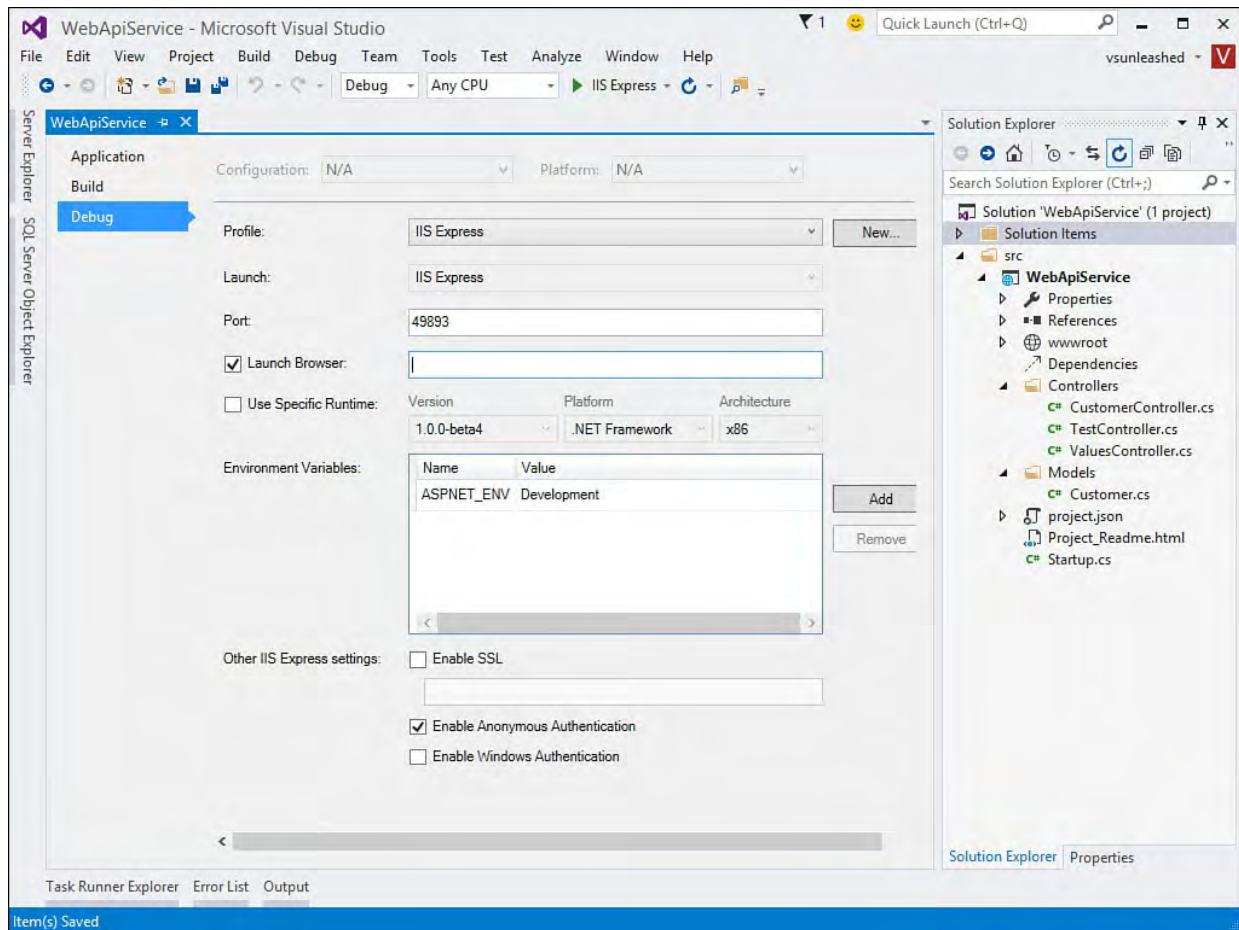 WebApiService - Microsoft Visual Studio
1
Quick Launch (Ctrl+Q)
File Edit View Project Build Debug Team Tools Test Analyze Window Help
vsunleashed
V
Debug
Any CPU
IIS Express
Server Explorer
SQL Server Object Explorer
WebApiService
Application
Build
Debug
Configuration: N/A
Platform: N/A
Profile: IIS Express New...
Launch: IIS Express
Port: 49893
Launch Browser:
Use Specific Runtime:
Version Platform Architecture
1.0.0-beta4 .NET Framework x86
Environment Variables:
Name Value
ASPNET_ENV Development
Add
Remove
Other IIS Express settings: Enable SSL
Enable Anonymous Authentication
Enable Windows Authentication
Solution Explorer
Search Solution Explorer (Ctrl+;)
Solution 'WebApiService' (1 project)
Solution Items
src
WebApiService
Properties
References
wwwroot
Dependencies
Controllers
C# CustomerController.cs
C# TestController.cs
C# ValuesController.cs
Models
C# Customer.cs
project.json
Project_Readme.html
C# Startup.cs
Solution Explorer Properties
Task Runner Explorer Error List Output
Item(s) Saved